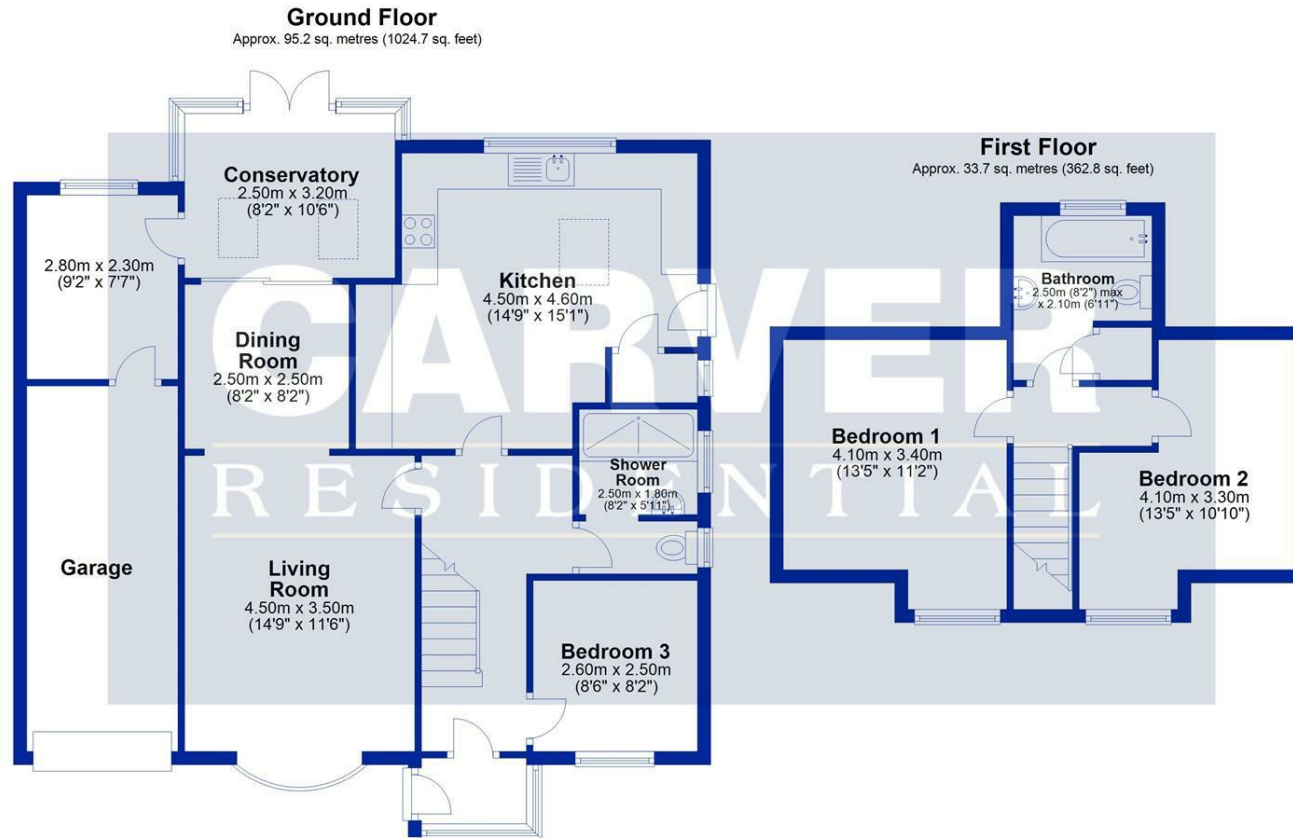 Ground Floor
Approx. 95.2 sq. metres (1024.7 sq. feet)
First Floor
Approx. 33.7 sq. metres (362.8 sq. feet)
Conservatory
2.50m x 3.20m
(8'2" x 10'6")
2.80m x 2.30m
(9'2" x 7'7")
Kitchen
4.50m x 4.60m
(14'9" x 15'1")
Bathroom
2.50m (8'2") max
x 2.10m (6'11")
Dining
Room
2.50m x 2.50m
(8'2" x 8'2")
CARVER
RESIDENTIAL
Bedroom 1
4.10m x 3.40m
(13'5" x 11'2")
Shower
Room
2.50m x 1.80m
(8'2" x 5'11")
Bedroom 2
4.10m x 3.30m
(13'5" x 10'10")
Garage
Living
Room
4.50m x 3.50m
(14'9" x 11'6")
Bedroom 3
2.60m x 2.50m
(8'6" x 8'2")